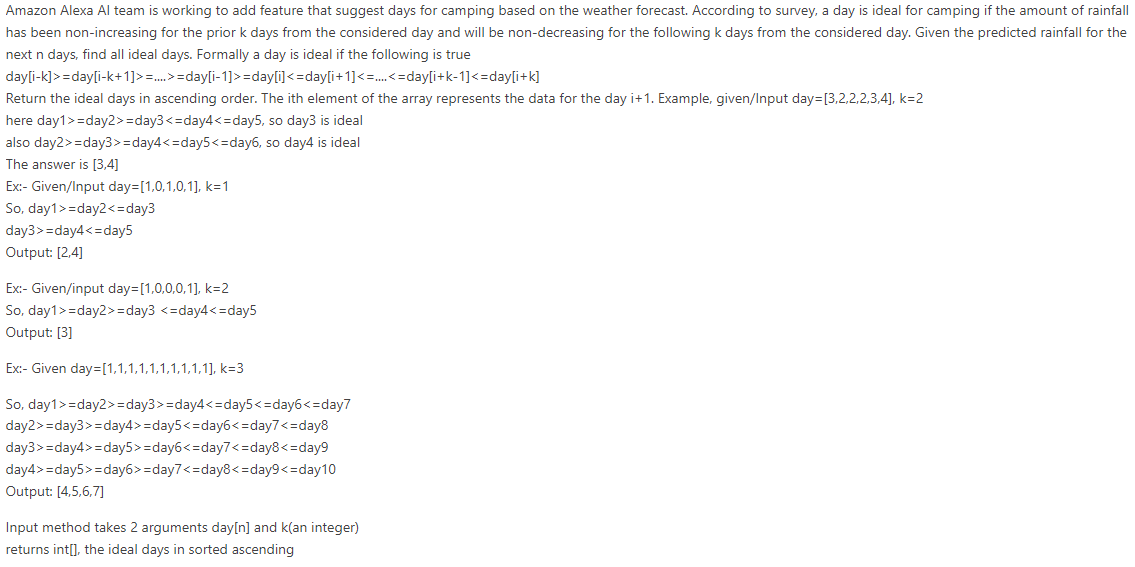 Amazon Alexa AI team is working to add feature that suggest days for camping based on the weather forecast. According to survey, a day is ideal for camping if the amount of rainfall
has been non-increasing for the prior k days from the considered day and will be non-decreasing for the following k days from the considered day. Given the predicted rainfall for the
next n days, find all ideal days. Formally a day is ideal if the following is true
day[i-k]>=day[i-k+1]>=....>=day[i-1]>=day[i]<=day[i+1]<=....<=day[i+k-1]<=day[i+k]
Return the ideal days in ascending order. The ith element of the array represents the data for the day i+1. Example, given/Input day=[3,2,2,2,3,4], k=2
here day1>=day2>=day3<=day4<=day5, so day3 is ideal
also day2>=day3>=day4<=day5<=day6, so day4 is ideal
The answer is [3,4]
Ex:- Given/Input day=[1,0,1,0,1], k=1
So, day1>=day2<=day3
day3>=day4<=day5
Output: [2,4]
Ex:- Given/input day=[1,0,0,0,1], k=2
So, day1>=day2>=day3 <=day4<=day5
Output: [3]
Ex:- Given day=[1,1,1,1,1,1,1,1,1,1], k=3
So, day1>=day2>=day3>=day4<=day5<=day6<=day7
day2>=day3>=day4>=day5<=day6<=day7<=day8
day3>=day4>=day5>=day6<=day7<=day8<=day9
day4>=day5>=day6>=day7<=day8<=day9<=day10
Output: [4,5,6,7]
Input method takes 2 arguments day[n] and k(an integer)
returns int[], the ideal days in sorted ascending